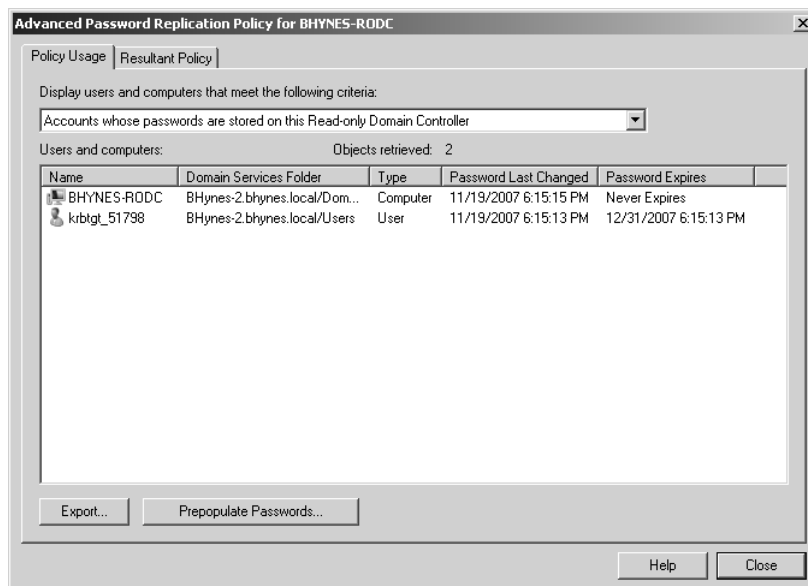 Advanced Password Replication Policy for BHYNES-RODC
Policy Usage Resultant Policy
Display users and computers that meet the following criteria:
Accounts whose passwords are stored on this Read-only Domain Controller
Users and computers: Objects retrieved: 2
Name Domain Services Folder Type Password Last Changed Password Expires
BHYNES-RODC BHynes-2.bhynes.local/Dom... Computer 11/19/2007 6:15:15 PM Never Expires
krbtgt_51798 BHynes-2.bhynes.local/Users User 11/19/2007 6:15:13 PM 12/31/2007 6:15:13 PM
Export... Prepopulate Passwords...
Help Close